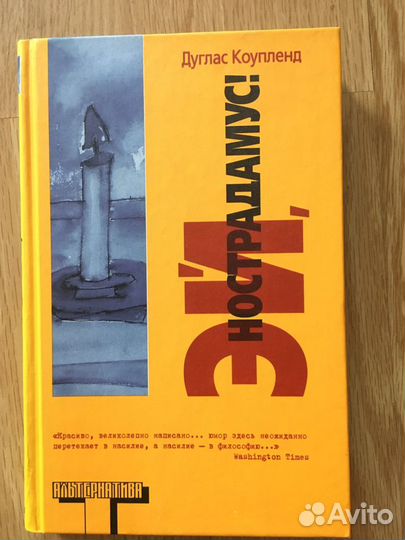 Дуглас Коупленд
ЭЙ,
НОСТРАДАМУС!
«Красиво, великолепно написано... юмор здесь неожиданно
перетекает в насилие, а насилие — в философию...»
Washington Times
АЛЬТЕРНАТИВА
Avito